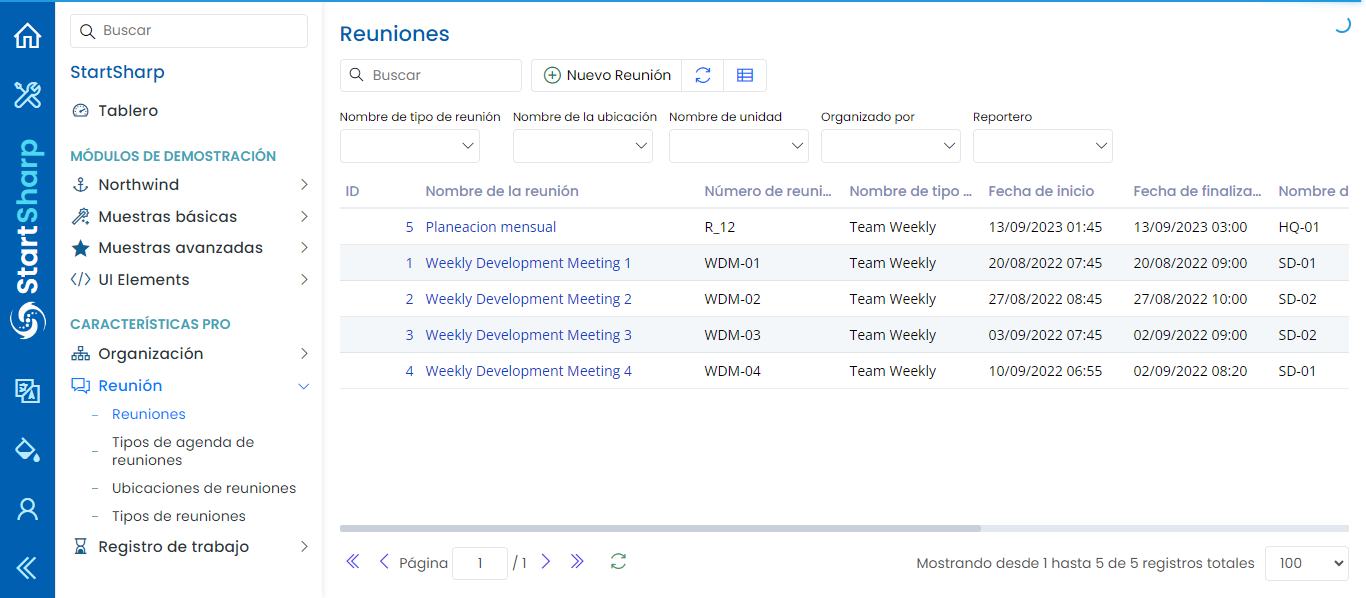 StartSharp
Buscar
StartSharp
Tablero
MÓDULOS DE DEMOSTRACIÓN
Northwind
Muestras básicas
Muestras avanzadas
UI Elements
CARACTERÍSTICAS PRO
Organización
Reunión
Reuniones
Tipos de agenda de
reuniones
Ubicaciones de reuniones
Tipos de reuniones
Registro de trabajo
Reuniones
Buscar
Nuevo Reunión
Nombre de tipo de reunión Nombre de la ubicación Nombre de unidad Organizado por Reportero
ID Nombre de la reunión Número de reuni... Nombre de tipo ... Fecha de inicio Fecha de finaliza... Nombre d
5 Planeacion mensual R_12 Team Weekly 13/09/2023 01:45 13/09/2023 03:00 HQ-01
1 Weekly Development Meeting 1 WDM-01 Team Weekly 20/08/2022 07:45 20/08/2022 09:00 SD-01
2 Weekly Development Meeting 2 WDM-02 Team Weekly 27/08/2022 08:45 27/08/2022 10:00 SD-02
3 Weekly Development Meeting 3 WDM-03 Team Weekly 03/09/2022 07:45 02/09/2022 09:00 SD-02
4 Weekly Development Meeting 4 WDM-04 Team Weekly 10/09/2022 06:55 02/09/2022 08:20 SD-01
Página 1 / 1 Mostrando desde 1 hasta 5 de 5 registros totales 100